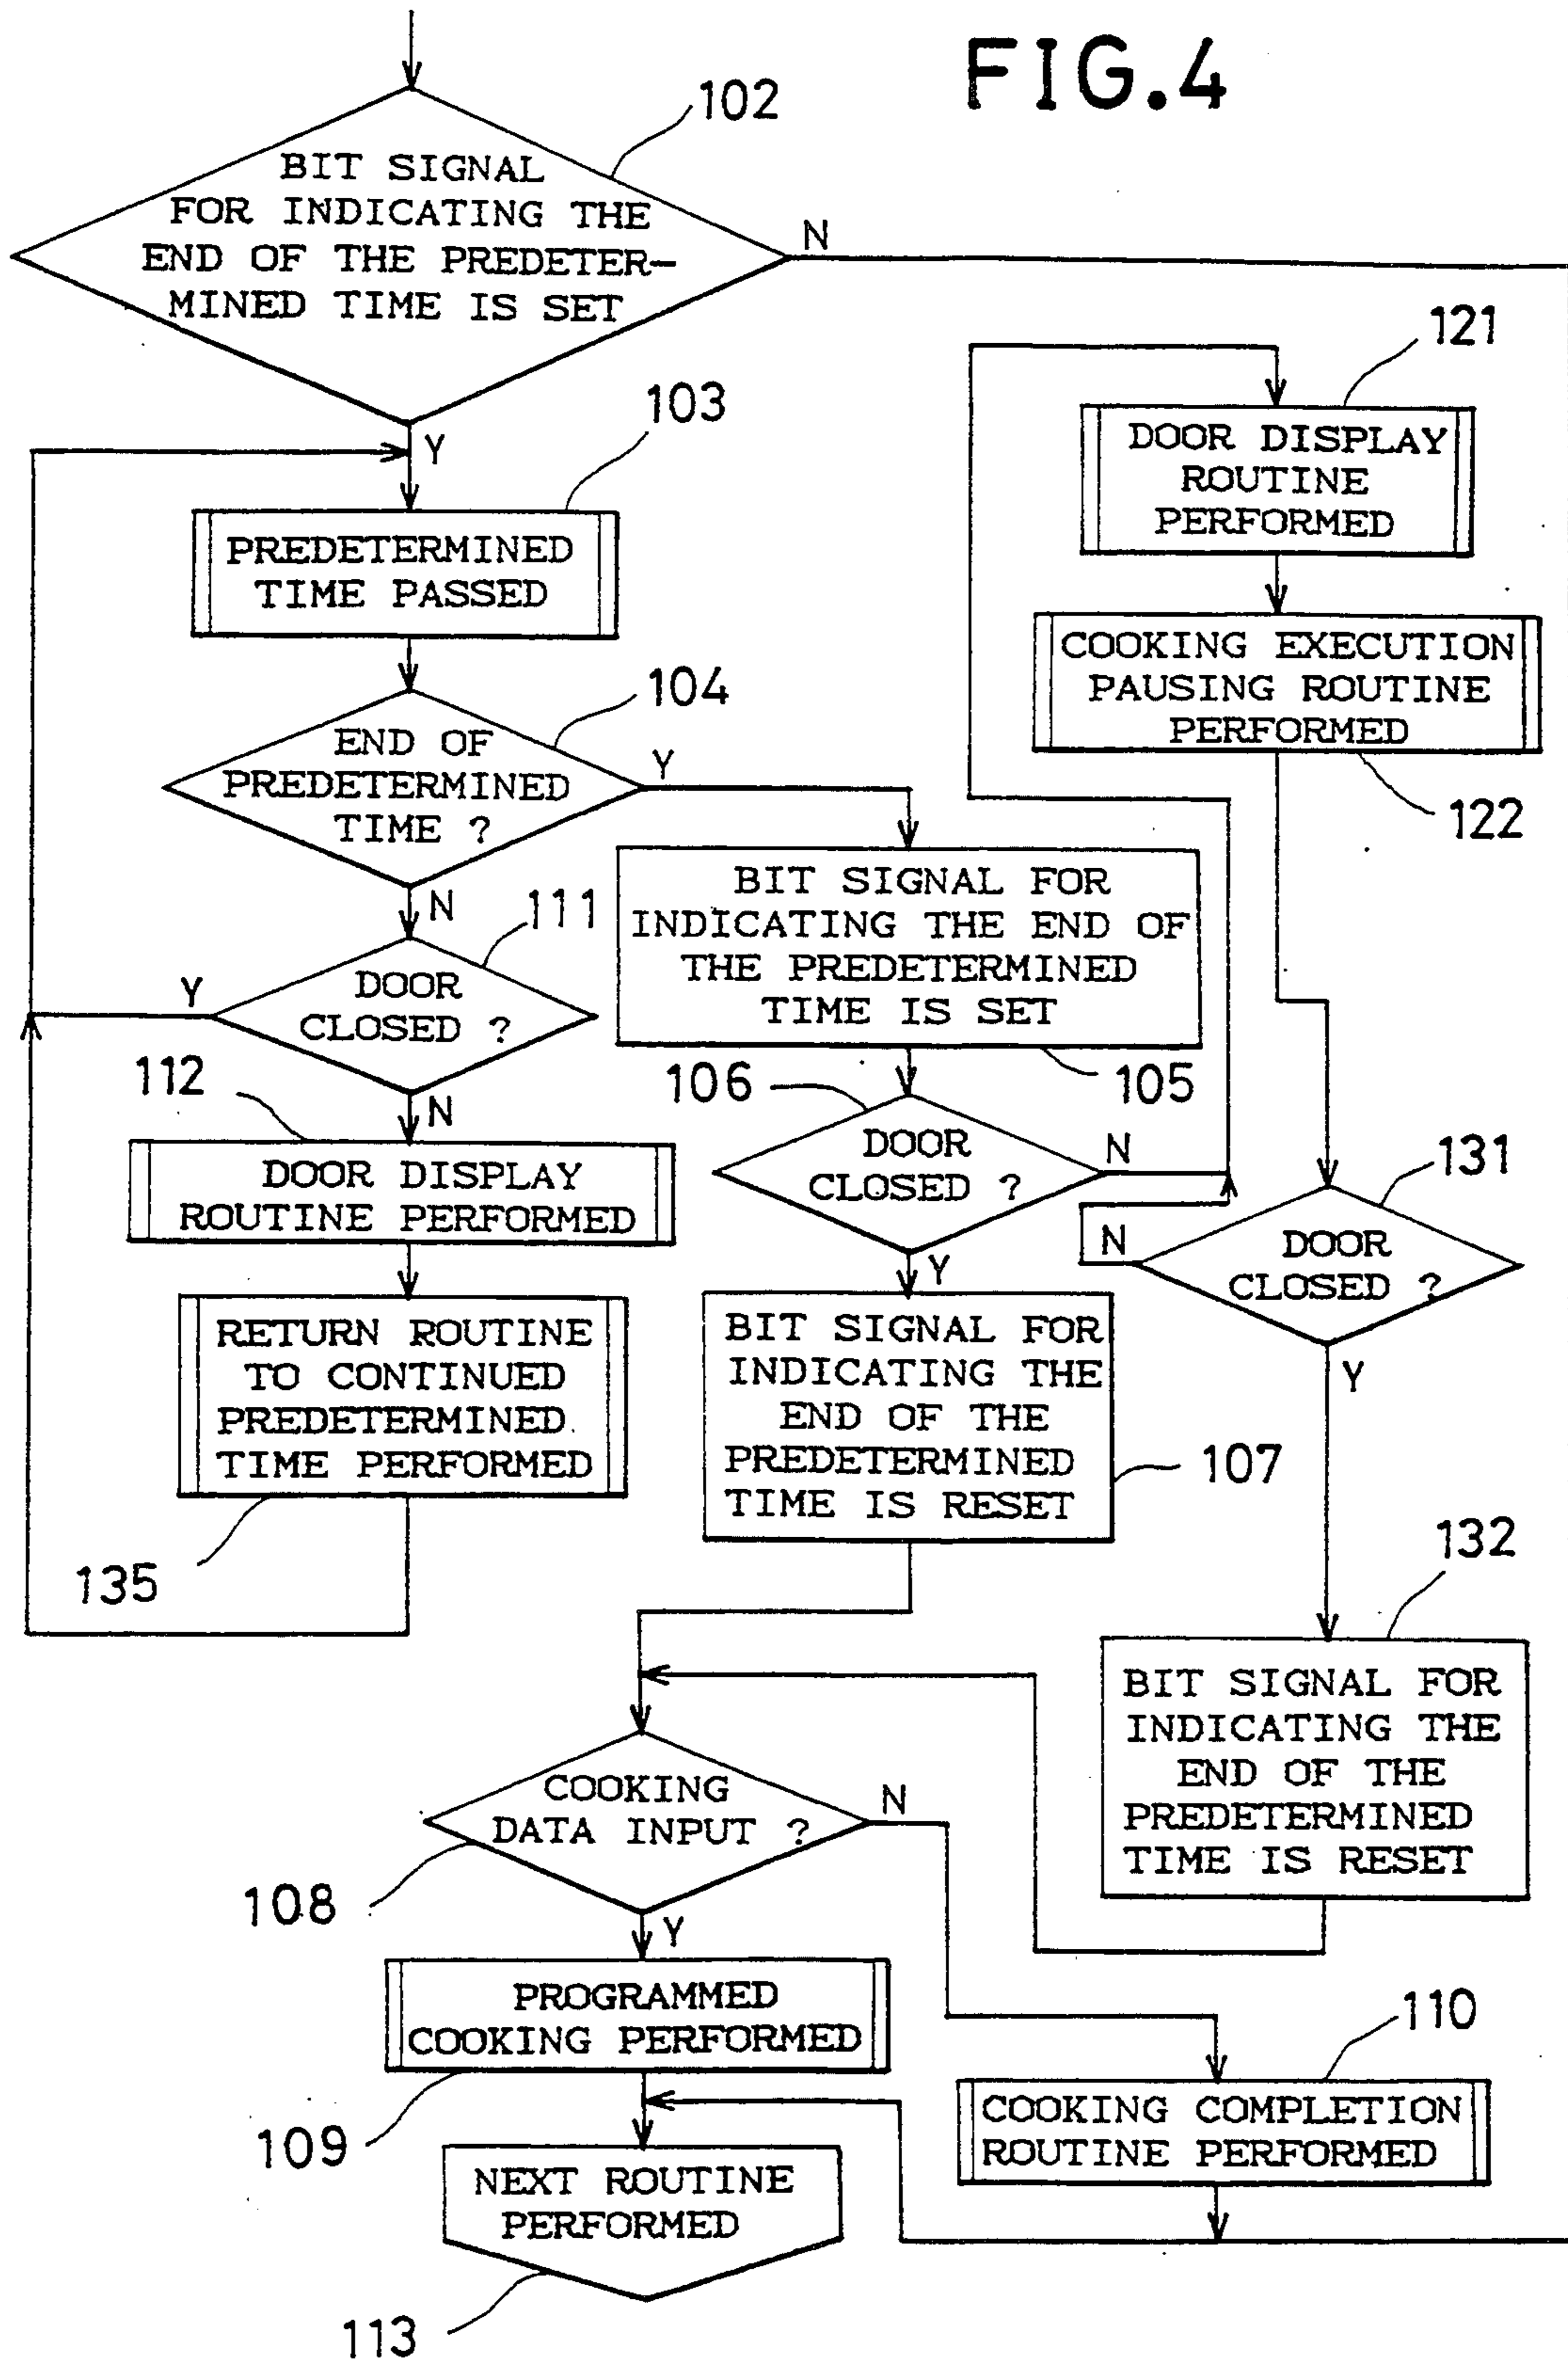 FIG.4
102
BIT SIGNAL
FOR INDICATING THE
END OF THE PREDETER-
MINED TIME IS SET
N
Y
103
PREDETERMINED
TIME PASSED
104
END OF
PREDETERMINED
TIME ?
Y
N
111
DOOR
CLOSED ?
Y
N
112
DOOR DISPLAY
ROUTINE PERFORMED
RETURN ROUTINE
TO CONTINUED
PREDETERMINED
TIME PERFORMED
135
BIT SIGNAL FOR
INDICATING THE END OF
THE PREDETERMINED
TIME IS SET
105
106
DOOR
CLOSED ?
N
Y
BIT SIGNAL FOR
INDICATING THE
END OF THE
PREDETERMINED
TIME IS RESET
107
121
DOOR DISPLAY
ROUTINE
PERFORMED
COOKING EXECUTION
PAUSING ROUTINE
PERFORMED
122
131
DOOR
CLOSED ?
N
Y
132
BIT SIGNAL FOR
INDICATING THE
END OF THE
PREDETERMINED
TIME IS RESET
COOKING
DATA INPUT ?
N
108
Y
PROGRAMMED
COOKING PERFORMED
109
110
COOKING COMPLETION
ROUTINE PERFORMED
NEXT ROUTINE
PERFORMED
113